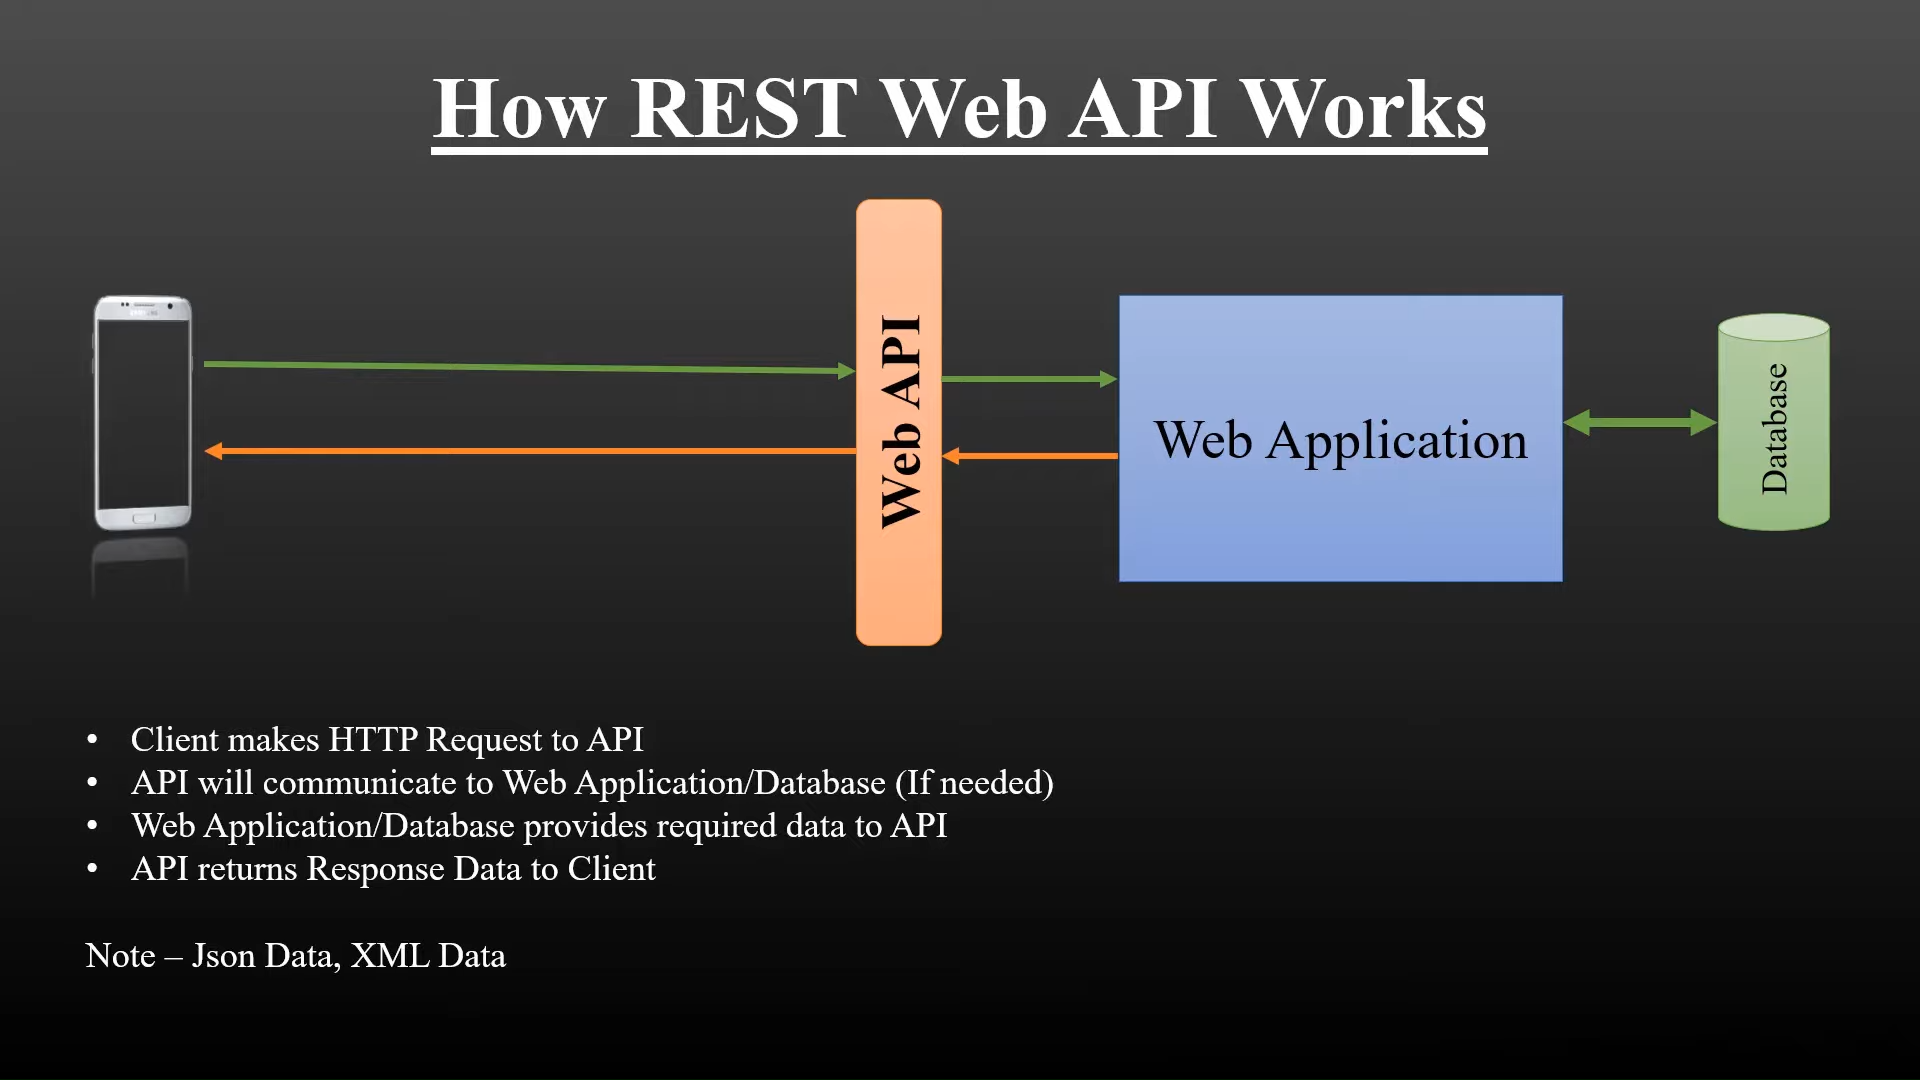 How REST Web API Works
Web API
Web Application
Database
• Client makes HTTP Request to API
• API will communicate to Web Application/Database (If needed)
• Web Application/Database provides required data to API
• API returns Response Data to Client
Note – Json Data, XML Data